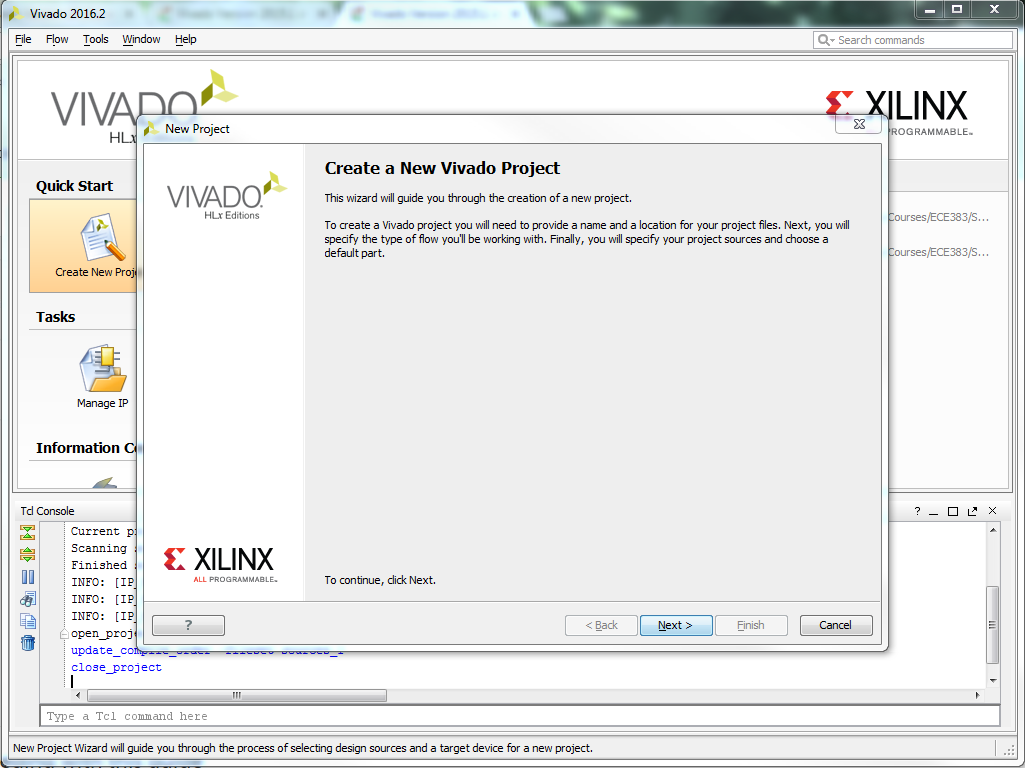 Vivado 2016.2
File Flow Tools Window Help
Search commands
VIVADO
HLx
XILINX
PROGRAMMABLE™
New Project
Quick Start
Create New Proj
Courses/ECE383/S...
Courses/ECE383/S...
Tasks
Manage IP
Information C
VIVADO.
HLx Editions
Create a New Vivado Project
This wizard will guide you through the creation of a new project.
To create a Vivado project you will need to provide a name and a location for your project files. Next, you will
specify the type of flow you'll be working with. Finally, you will specify your project sources and choose a
default part.
XILINX
ALL PROGRAMMABLE™
To continue, click Next.
?
< Back
Next >
Finish
Cancel
Tcl Console
?
Current p
Scanning
Finished
INFO: [IP
INFO: [IP
INFO: [IP
open_proj
update_compile_order -fileset sources_1
close_project
Type a Tcl command here
New Project Wizard will guide you through the process of selecting design sources and a target device for a new project.